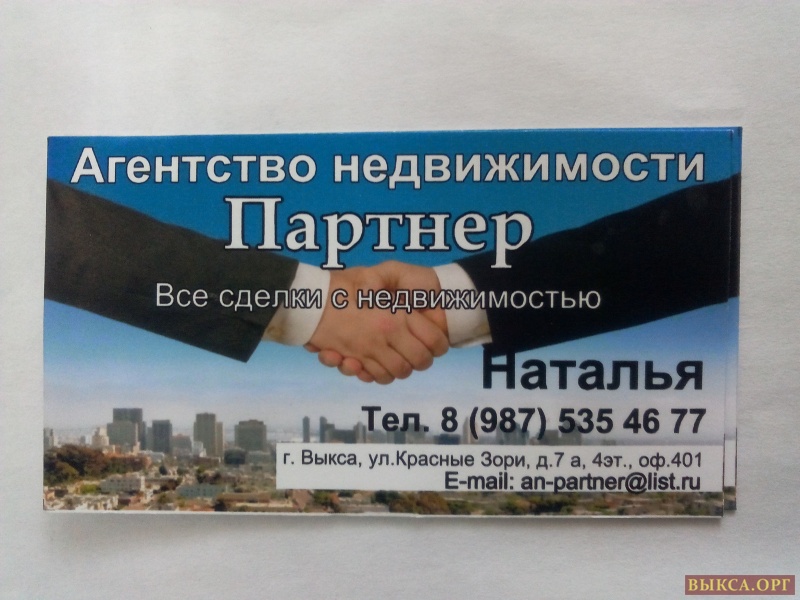 Агентство недвижимости
Партнер
Все сделки с недвижимостью
Наталья
Тел. 8 (987) 535 46 77
г. Выкса, ул.Красные Зори, д.7 а, 4эт., оф.401
E-mail: an-partner@list.ru
ВЫКСА.ОРГ